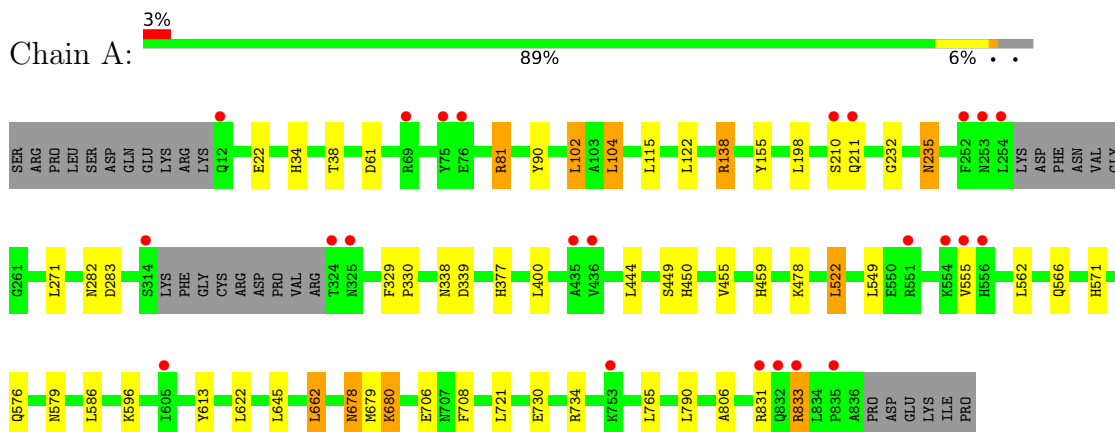 3%
Chain A:
89% 6% • •
SER ARG PRO LEU SER ASP GLN GLU LYS ARG LYS Q12 E22 H34 T38 D61 R69 Y75 E76 R81 Y90 L102 A103 L104 L115 L122 R138 Y155 L198 S210 Q211 G232 N235 F252 N253 L254 LYS ASP PHE ASN VAL GLY
G261 L271 N282 D283 S314 LYS PHE GLY CYS ARG ASP PRO VAL ARG T324 N325 F329 P330 N338 D339 H377 L400 A435 V436 L444 S449 H450 V455 H459 K478 L522 L549 E550 R551 K554 V555 H556 L562 Q566 H571
Q576 N579 L586 K596 I605 Y613 L622 L645 L662 N678 M679 K680 E706 N707 F708 L721 E730 R734 K753 L765 L790 A806 R831 Q832 R833 L834 P835 A836 PRO ASP GLU LYS ILE PRO